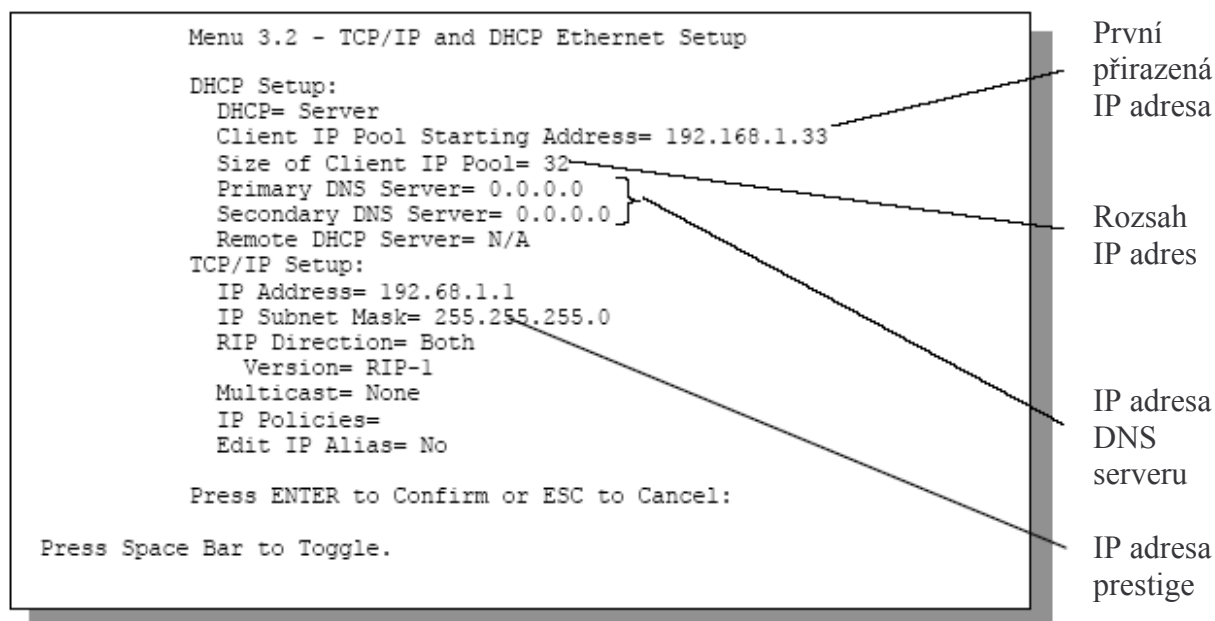 Menu 3.2 - TCP/IP and DHCP Ethernet Setup
DHCP Setup:
DHCP= Server
Client IP Pool Starting Address= 192.168.1.33
Size of Client IP Pool= 32
Primary DNS Server= 0.0.0.0
Secondary DNS Server= 0.0.0.0
Remote DHCP Server= N/A
TCP/IP Setup:
IP Address= 192.68.1.1
IP Subnet Mask= 255.255.255.0
RIP Direction= Both
Version= RIP-1
Multicast= None
IP Policies=
Edit IP Alias= No
Press ENTER to Confirm or ESC to Cancel:
Press Space Bar to Toggle.
První
přirazená
IP adresa
Rozsah
IP adres
IP adresa
DNS
serveru
IP adresa
prestige